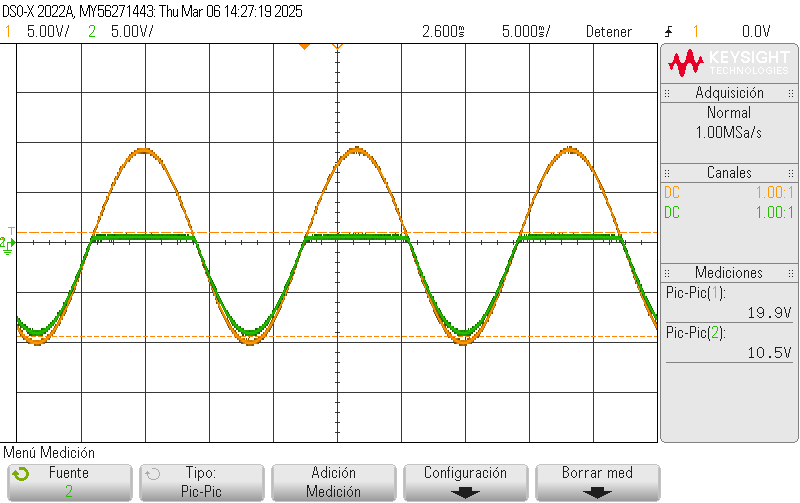 DSO-X 2022A, MY56271443: Thu Mar 06 14:27:19 2025
1 5.00V/ 2 5.00V/ 2.600s 5.000s/ Detener 1 0.0V
KEYSIGHT
TECHNOLOGIES
Adquisición
Normal
1.00MSa/s
Canales
DC 1.00:1
DC 1.00:1
Mediciones
Pic-Pic(1):
19.9V
Pic-Pic(2):
10.5V
T
2
Menú Medición
Fuente
2
Tipo:
Pic-Pic
Adición
Medición
Configuración
Borrar med